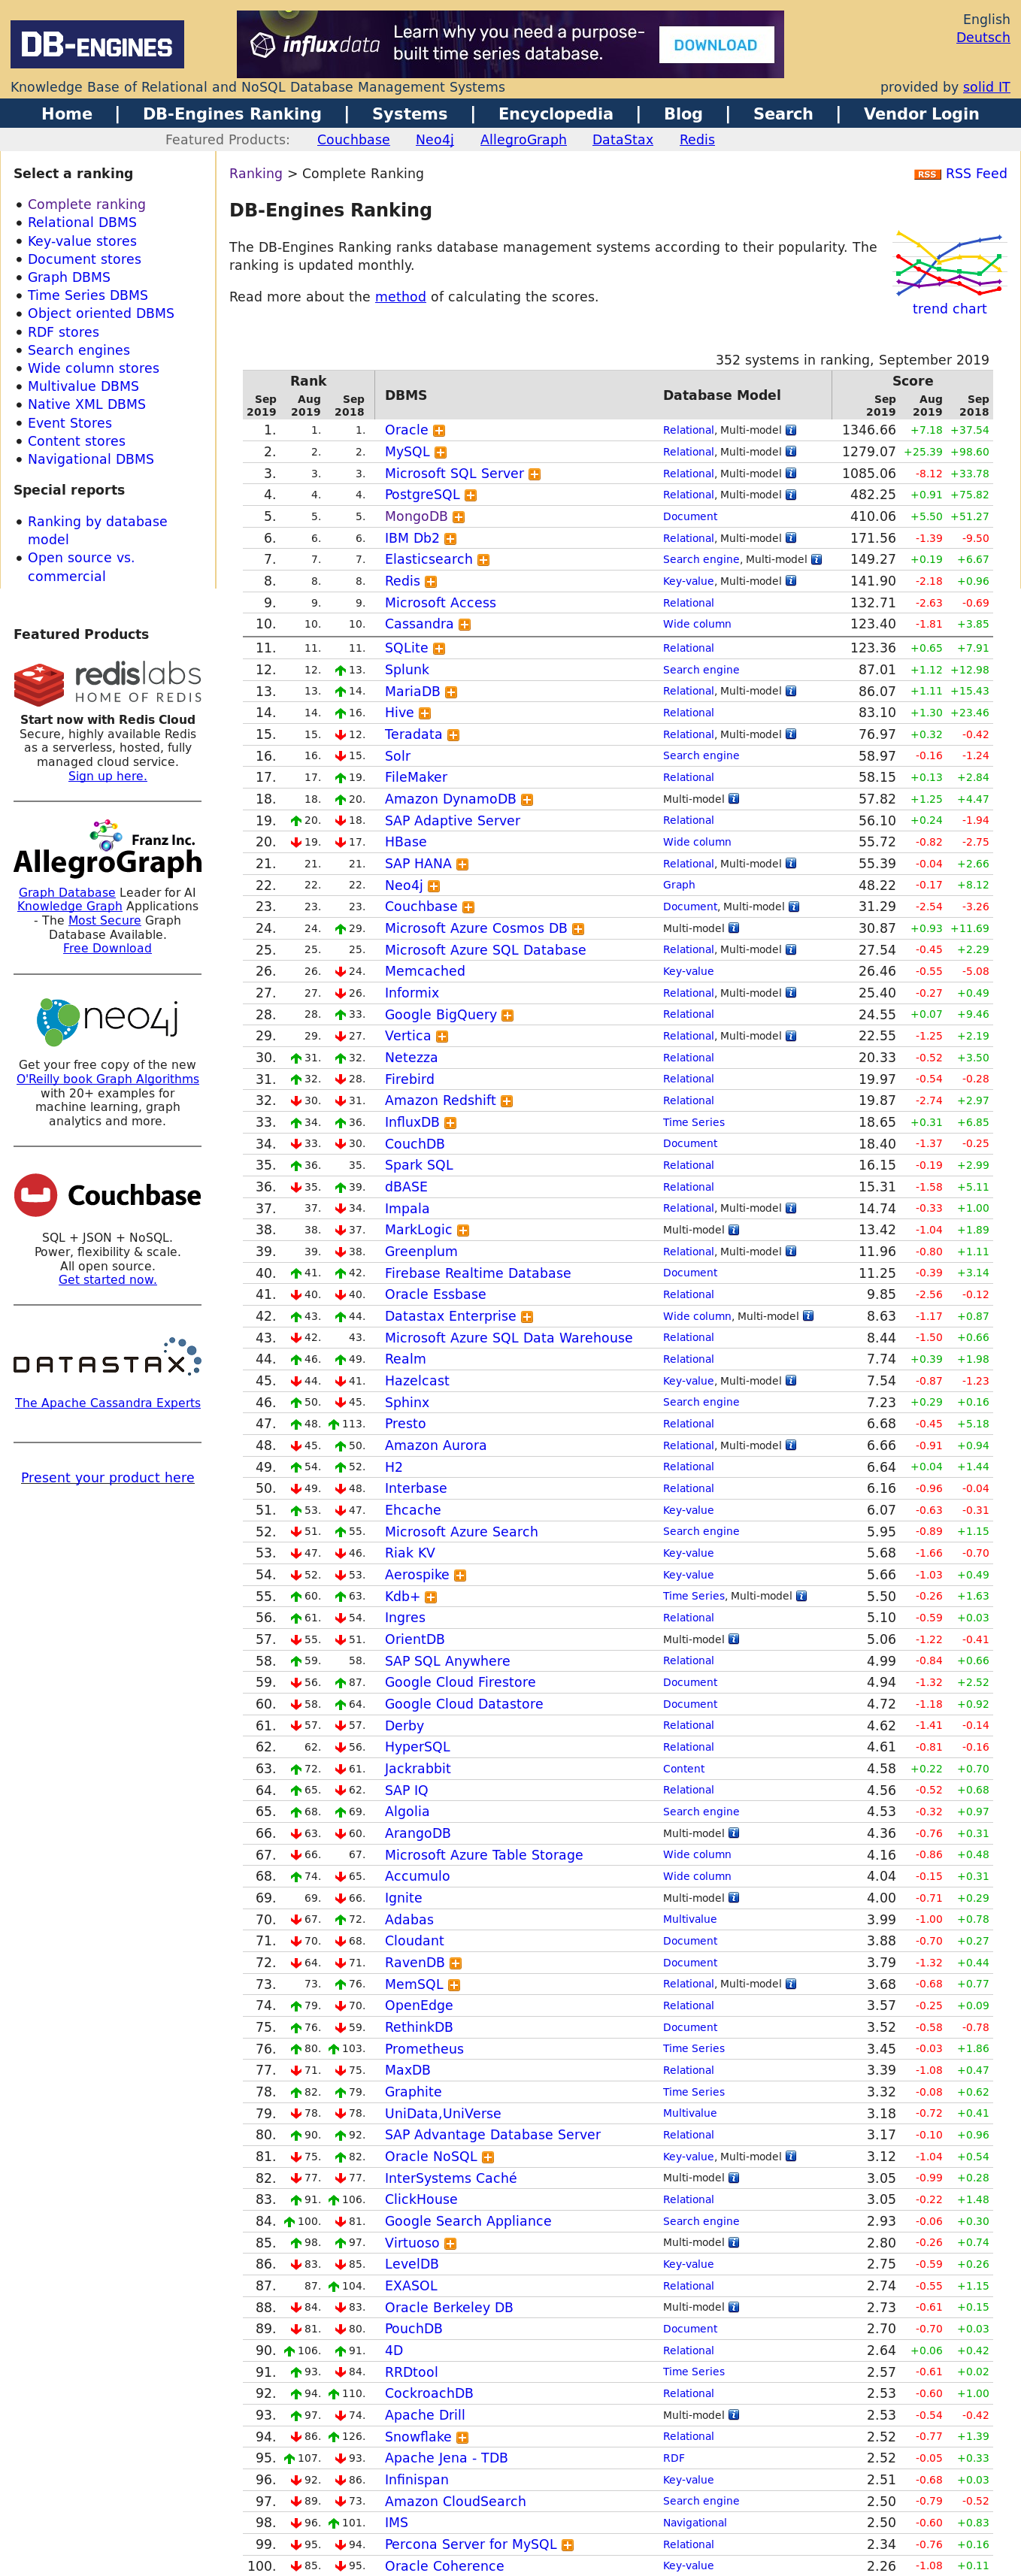 DB-ENGINES
influxdata
Learn why you need a purpose-
built time series database.
DOWNLOAD
English
Deutsch
Knowledge Base of Relational and NoSQL Database Management Systems
provided by solid IT
Home | DB-Engines Ranking | Systems | Encyclopedia | Blog | Search | Vendor Login
Featured Products: Couchbase Neo4j AllegroGraph DataStax Redis
Select a ranking
Complete ranking
Relational DBMS
Key-value stores
Document stores
Graph DBMS
Time Series DBMS
Object oriented DBMS
RDF stores
Search engines
Wide column stores
Multivalue DBMS
Native XML DBMS
Event Stores
Content stores
Navigational DBMS
Special reports
Ranking by database
model
Open source vs.
commercial
Featured Products
redislabs
HOME OF REDIS
Start now with Redis Cloud
Secure, highly available Redis
as a serverless, hosted, fully
managed cloud service.
Sign up here.
Franz Inc.
AllegroGraph
Graph Database Leader for AI
Knowledge Graph Applications
- The Most Secure Graph
Database Available.
Free Download
neo4j
Get your free copy of the new
O'Reilly book Graph Algorithms
with 20+ examples for
machine learning, graph
analytics and more.
Couchbase
SQL + JSON + NoSQL.
Power, flexibility & scale.
All open source.
Get started now.
DATASTAX
The Apache Cassandra Experts
Present your product here
Ranking > Complete Ranking
RSS RSS Feed
DB-Engines Ranking
The DB-Engines Ranking ranks database management systems according to their popularity. The
ranking is updated monthly.
Read more about the method of calculating the scores.
trend chart
352 systems in ranking, September 2019
Rank DBMS Database Model Score
Sep Aug Sep Sep Aug Sep
2019 2019 2018 2019 2019 2018
1. 1. 1. Oracle Relational, Multi-model 1346.66 +7.18 +37.54
2. 2. 2. MySQL Relational, Multi-model 1279.07 +25.39 +98.60
3. 3. 3. Microsoft SQL Server Relational, Multi-model 1085.06 -8.12 +33.78
4. 4. 4. PostgreSQL Relational, Multi-model 482.25 +0.91 +75.82
5. 5. 5. MongoDB Document 410.06 +5.50 +51.27
6. 6. 6. IBM Db2 Relational, Multi-model 171.56 -1.39 -9.50
7. 7. 7. Elasticsearch Search engine, Multi-model 149.27 +0.19 +6.67
8. 8. 8. Redis Key-value, Multi-model 141.90 -2.18 +0.96
9. 9. 9. Microsoft Access Relational 132.71 -2.63 -0.69
10. 10. 10. Cassandra Wide column 123.40 -1.81 +3.85
11. 11. 11. SQLite Relational 123.36 +0.65 +7.91
12. 12. 13. Splunk Search engine 87.01 +1.12 +12.98
13. 13. 14. MariaDB Relational, Multi-model 86.07 +1.11 +15.43
14. 14. 16. Hive Relational 83.10 +1.30 +23.46
15. 15. 12. Teradata Relational, Multi-model 76.97 +0.32 -0.42
16. 16. 15. Solr Search engine 58.97 -0.16 -1.24
17. 17. 19. FileMaker Relational 58.15 +0.13 +2.84
18. 18. 20. Amazon DynamoDB Multi-model 57.82 +1.25 +4.47
19. 20. 18. SAP Adaptive Server Relational 56.10 +0.24 -1.94
20. 19. 17. HBase Wide column 55.72 -0.82 -2.75
21. 21. 21. SAP HANA Relational, Multi-model 55.39 -0.04 +2.66
22. 22. 22. Neo4j Graph 48.22 -0.17 +8.12
23. 23. 23. Couchbase Document, Multi-model 31.29 -2.54 -3.26
24. 24. 29. Microsoft Azure Cosmos DB Multi-model 30.87 +0.93 +11.69
25. 25. 25. Microsoft Azure SQL Database Relational, Multi-model 27.54 -0.45 +2.29
26. 26. 24. Memcached Key-value 26.46 -0.55 -5.08
27. 27. 26. Informix Relational, Multi-model 25.40 -0.27 +0.49
28. 28. 33. Google BigQuery Relational 24.55 +0.07 +9.46
29. 29. 27. Vertica Relational, Multi-model 22.55 -1.25 +2.19
30. 31. 32. Netezza Relational 20.33 -0.52 +3.50
31. 32. 28. Firebird Relational 19.97 -0.54 -0.28
32. 30. 31. Amazon Redshift Relational 19.87 -2.74 +2.97
33. 34. 36. InfluxDB Time Series 18.65 +0.31 +6.85
34. 33. 30. CouchDB Document 18.40 -1.37 -0.25
35. 36. 35. Spark SQL Relational 16.15 -0.19 +2.99
36. 35. 39. dBASE Relational 15.31 -1.58 +5.11
37. 37. 34. Impala Relational, Multi-model 14.74 -0.33 +1.00
38. 38. 37. MarkLogic Multi-model 13.42 -1.04 +1.89
39. 39. 38. Greenplum Relational, Multi-model 11.96 -0.80 +1.11
40. 41. 42. Firebase Realtime Database Document 11.25 -0.39 +3.14
41. 40. 40. Oracle Essbase Relational 9.85 -2.56 -0.12
42. 43. 44. Datastax Enterprise Wide column, Multi-model 8.63 -1.17 +0.87
43. 42. 43. Microsoft Azure SQL Data Warehouse Relational 8.44 -1.50 +0.66
44. 46. 49. Realm Relational 7.74 +0.39 +1.98
45. 44. 41. Hazelcast Key-value, Multi-model 7.54 -0.87 -1.23
46. 50. 45. Sphinx Search engine 7.23 +0.29 +0.16
47. 48. 113. Presto Relational 6.68 -0.45 +5.18
48. 45. 50. Amazon Aurora Relational, Multi-model 6.66 -0.91 +0.94
49. 54. 52. H2 Relational 6.64 +0.04 +1.44
50. 49. 48. Interbase Relational 6.16 -0.96 -0.04
51. 53. 47. Ehcache Key-value 6.07 -0.63 -0.31
52. 51. 55. Microsoft Azure Search Search engine 5.95 -0.89 +1.15
53. 47. 46. Riak KV Key-value 5.68 -1.66 -0.70
54. 52. 53. Aerospike Key-value 5.66 -1.03 +0.49
55. 60. 63. Kdb+ Time Series, Multi-model 5.50 -0.26 +1.63
56. 61. 54. Ingres Relational 5.10 -0.59 +0.03
57. 55. 51. OrientDB Multi-model 5.06 -1.22 -0.41
58. 59. 58. SAP SQL Anywhere Relational 4.99 -0.84 +0.66
59. 56. 87. Google Cloud Firestore Document 4.94 -1.32 +2.52
60. 58. 64. Google Cloud Datastore Document 4.72 -1.18 +0.92
61. 57. 57. Derby Relational 4.62 -1.41 -0.14
62. 62. 56. HyperSQL Relational 4.61 -0.81 -0.16
63. 72. 61. Jackrabbit Content 4.58 +0.22 +0.70
64. 65. 62. SAP IQ Relational 4.56 -0.52 +0.68
65. 68. 69. Algolia Search engine 4.53 -0.32 +0.97
66. 63. 60. ArangoDB Multi-model 4.36 -0.76 +0.31
67. 66. 67. Microsoft Azure Table Storage Wide column 4.16 -0.86 +0.48
68. 74. 65. Accumulo Wide column 4.04 -0.15 +0.31
69. 69. 66. Ignite Multi-model 4.00 -0.71 +0.29
70. 67. 72. Adabas Multivalue 3.99 -1.00 +0.78
71. 70. 68. Cloudant Document 3.88 -0.70 +0.27
72. 64. 71. RavenDB Document 3.79 -1.32 +0.44
73. 73. 76. MemSQL Relational, Multi-model 3.68 -0.68 +0.77
74. 79. 70. OpenEdge Relational 3.57 -0.25 +0.09
75. 76. 59. RethinkDB Document 3.52 -0.58 -0.78
76. 80. 103. Prometheus Time Series 3.45 -0.03 +1.86
77. 71. 75. MaxDB Relational 3.39 -1.08 +0.47
78. 82. 79. Graphite Time Series 3.32 -0.08 +0.62
79. 78. 78. UniData,UniVerse Multivalue 3.18 -0.72 +0.41
80. 90. 92. SAP Advantage Database Server Relational 3.17 -0.10 +0.96
81. 75. 82. Oracle NoSQL Key-value, Multi-model 3.12 -1.04 +0.54
82. 77. 77. InterSystems Caché Multi-model 3.05 -0.99 +0.28
83. 91. 106. ClickHouse Relational 3.05 -0.22 +1.48
84. 100. 81. Google Search Appliance Search engine 2.93 -0.06 +0.30
85. 98. 97. Virtuoso Multi-model 2.80 -0.26 +0.74
86. 83. 85. LevelDB Key-value 2.75 -0.59 +0.26
87. 87. 104. EXASOL Relational 2.74 -0.55 +1.15
88. 84. 83. Oracle Berkeley DB Multi-model 2.73 -0.61 +0.15
89. 81. 80. PouchDB Document 2.70 -0.70 +0.03
90. 106. 91. 4D Relational 2.64 +0.06 +0.42
91. 93. 84. RRDtool Time Series 2.57 -0.61 +0.02
92. 94. 110. CockroachDB Relational 2.53 -0.60 +1.00
93. 97. 74. Apache Drill Multi-model 2.53 -0.54 -0.42
94. 86. 126. Snowflake Relational 2.52 -0.77 +1.39
95. 107. 93. Apache Jena - TDB RDF 2.52 -0.05 +0.33
96. 92. 86. Infinispan Key-value 2.51 -0.68 +0.03
97. 89. 73. Amazon CloudSearch Search engine 2.50 -0.79 -0.52
98. 96. 101. IMS Navigational 2.50 -0.60 +0.83
99. 95. 94. Percona Server for MySQL Relational 2.34 -0.76 +0.16
100. 85. 95. Oracle Coherence Key-value 2.26 -1.08 +0.11